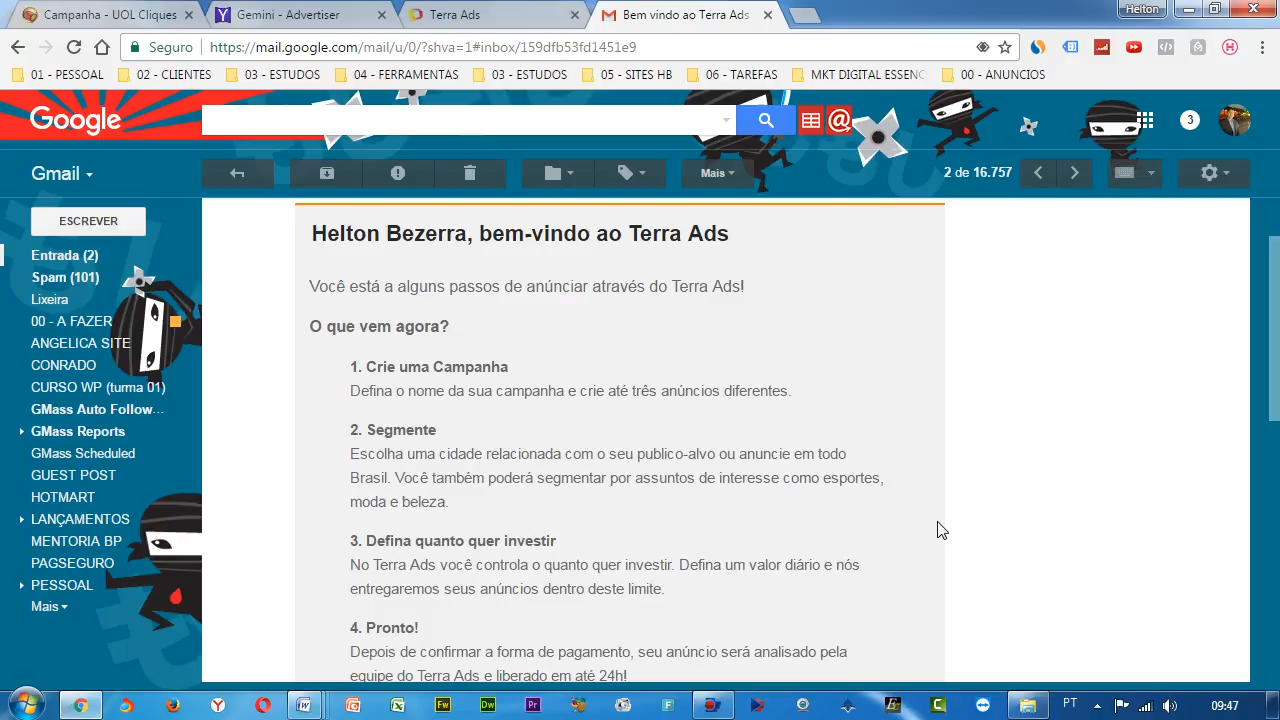 Campanha - UOL Cliques
Gemini - Advertiser
Terra Ads
Bem vindo ao Terra Ads
Helton
Seguro
https://mail.google.com/mail/u/0/?shva=1#inbox/159dfb53fd1451e9
01 - PESSOAL
02 - CLIENTES
03 - ESTUDOS
04 - FERRAMENTAS
03 - ESTUDOS
05 - SITES HB
06 - TAREFAS
MKT DIGITAL ESSENC
00 - ANUNCIOS
Google
3
Gmail
Mais
2 de 16.757
ESCREVER
Entrada (2)
Spam (101)
Lixeira
00 - A FAZER
ANGELICA SITE
CONRADO
CURSO WP (turma 01)
GMass Auto Follow...
GMass Reports
GMass Scheduled
GUEST POST
HOTMART
LANÇAMENTOS
MENTORIA BP
PAGSEGURO
PESSOAL
Mais
Helton Bezerra, bem-vindo ao Terra Ads
Você está a alguns passos de anúnciar através do Terra Ads!
O que vem agora?
1. Crie uma Campanha
Defina o nome da sua campanha e crie até três anúncios diferentes.
2. Segmente
Escolha uma cidade relacionada com o seu publico-alvo ou anuncie em todo
Brasil. Você também poderá segmentar por assuntos de interesse como esportes,
moda e beleza.
3. Defina quanto quer investir
No Terra Ads você controla o quanto quer investir. Defina um valor diário e nós
entregaremos seus anúncios dentro deste limite.
4. Pronto!
Depois de confirmar a forma de pagamento, seu anúncio será analisado pela
equipe do Terra Ads e liberado em até 24h!
PT
09:47